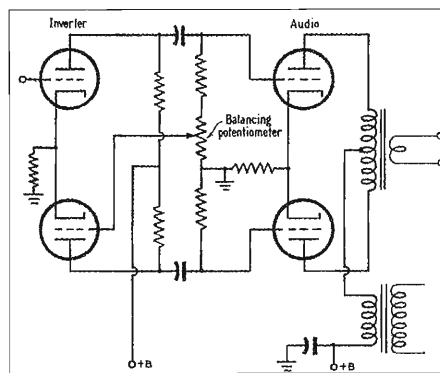 Inverter
Audio
Balancing
potentiometer
+B
+B